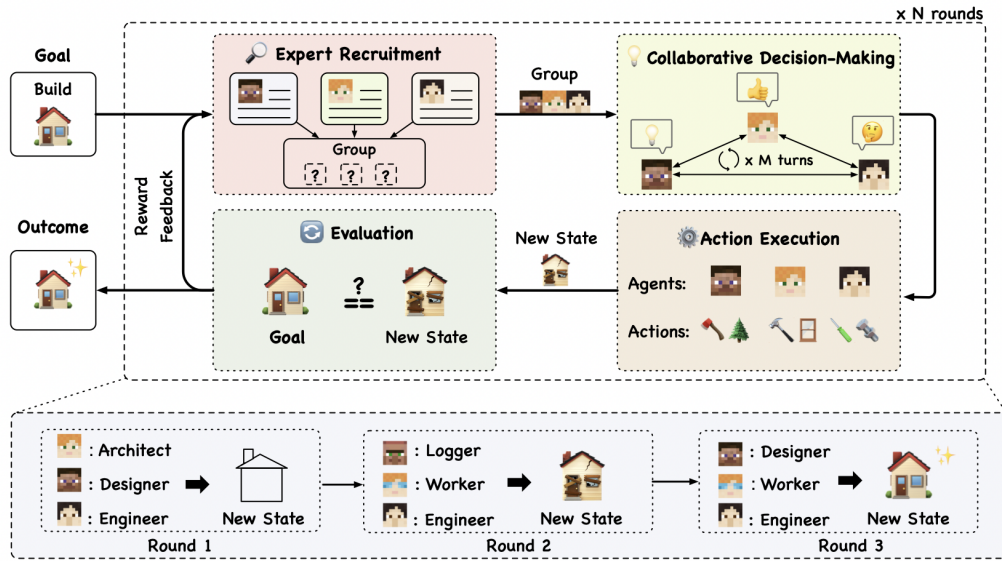 x N rounds
Goal
Build
Expert Recruitment
Group
? ? ?
Group
Collaborative Decision-Making
x M turns
Reward
Feedback
Outcome
Evaluation
?
==
Goal
New State
New State
Action Execution
Agents:
Actions:
: Architect
: Designer
: Engineer
New State
Round 1
: Logger
: Worker
: Engineer
New State
Round 2
: Designer
: Worker
: Engineer
New State
Round 3